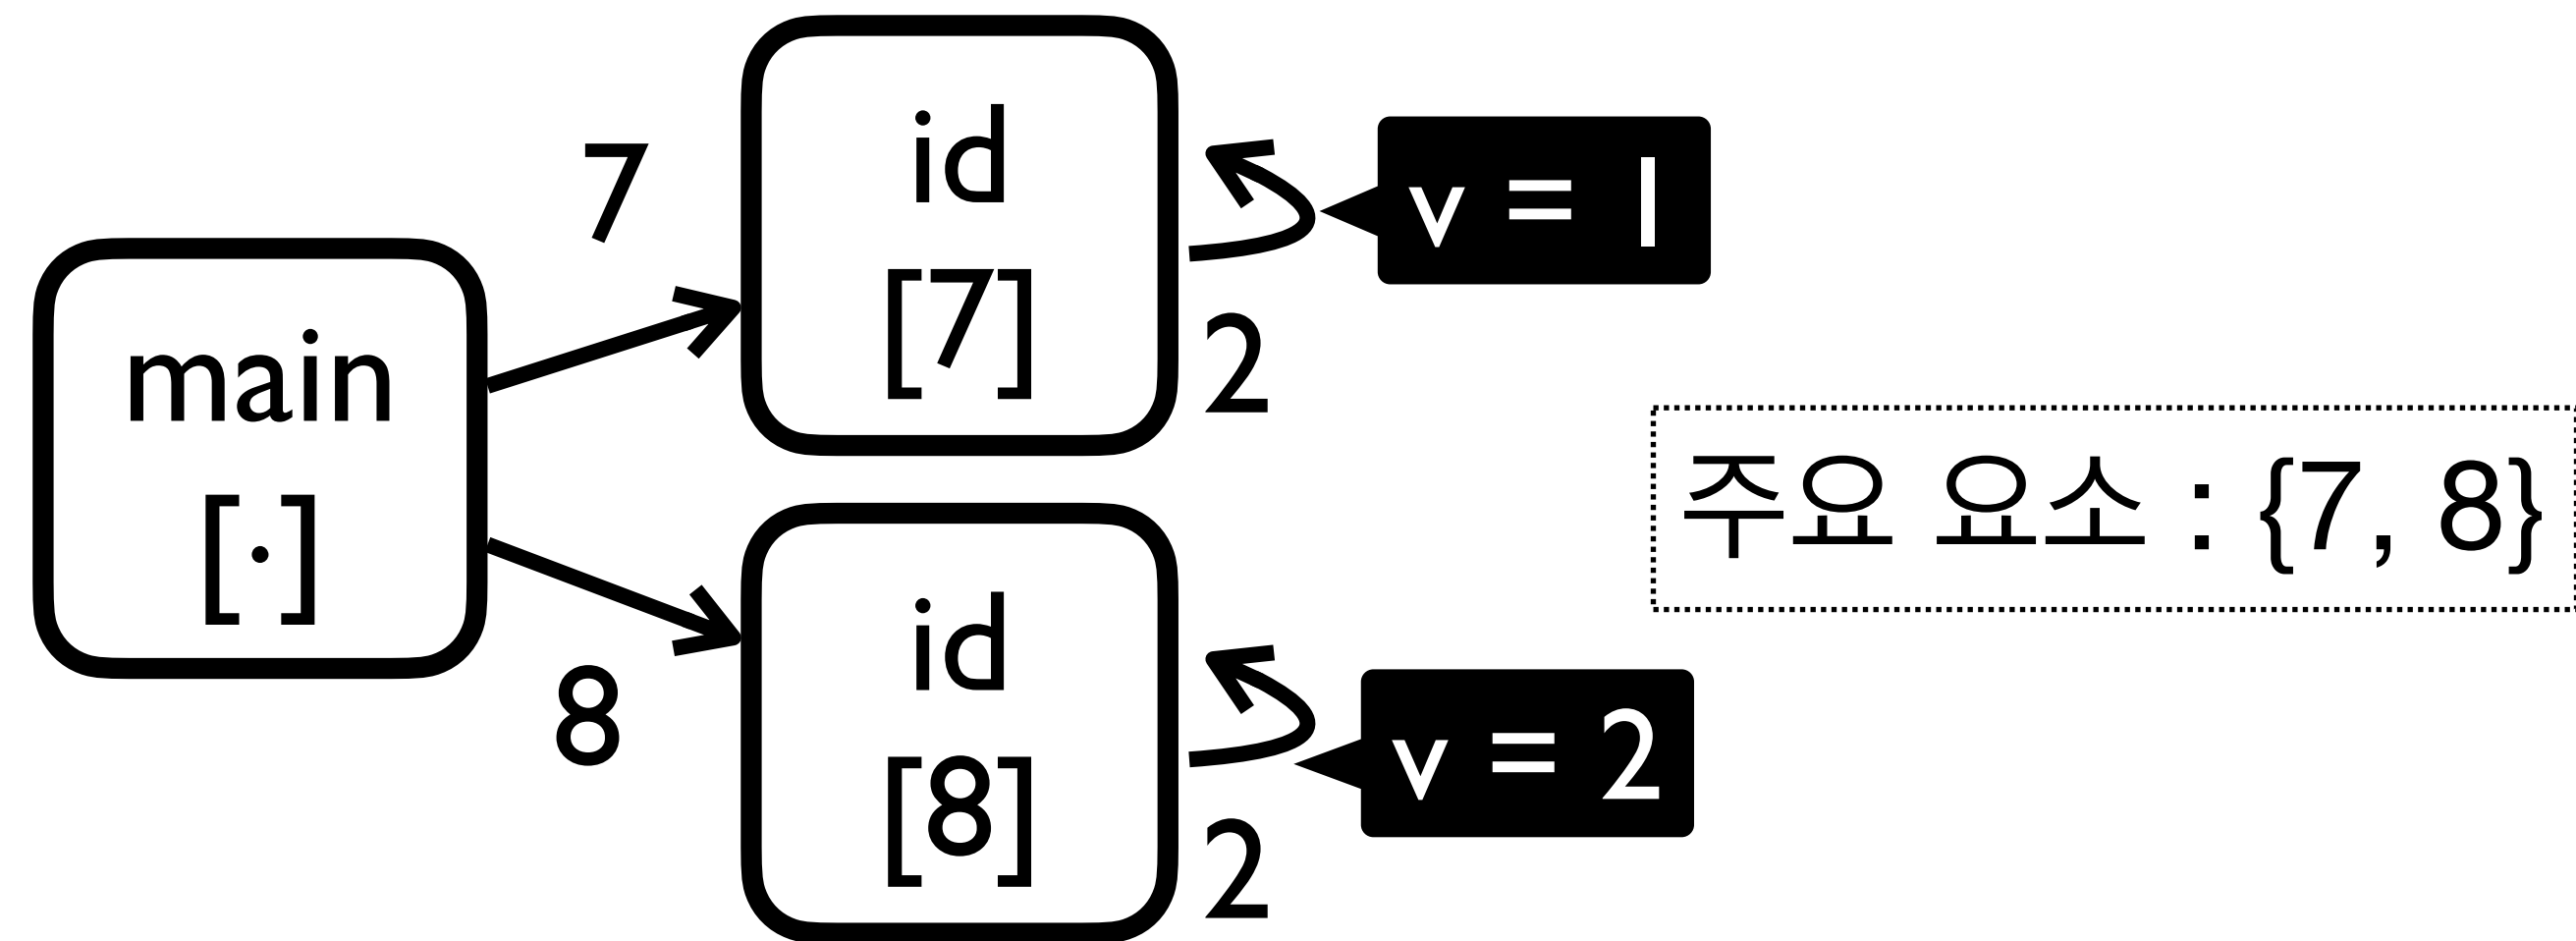 7
id
[7]
v = 1
2
main
[·]
주요 요소 : {7, 8}
8
id
[8]
v = 2
2